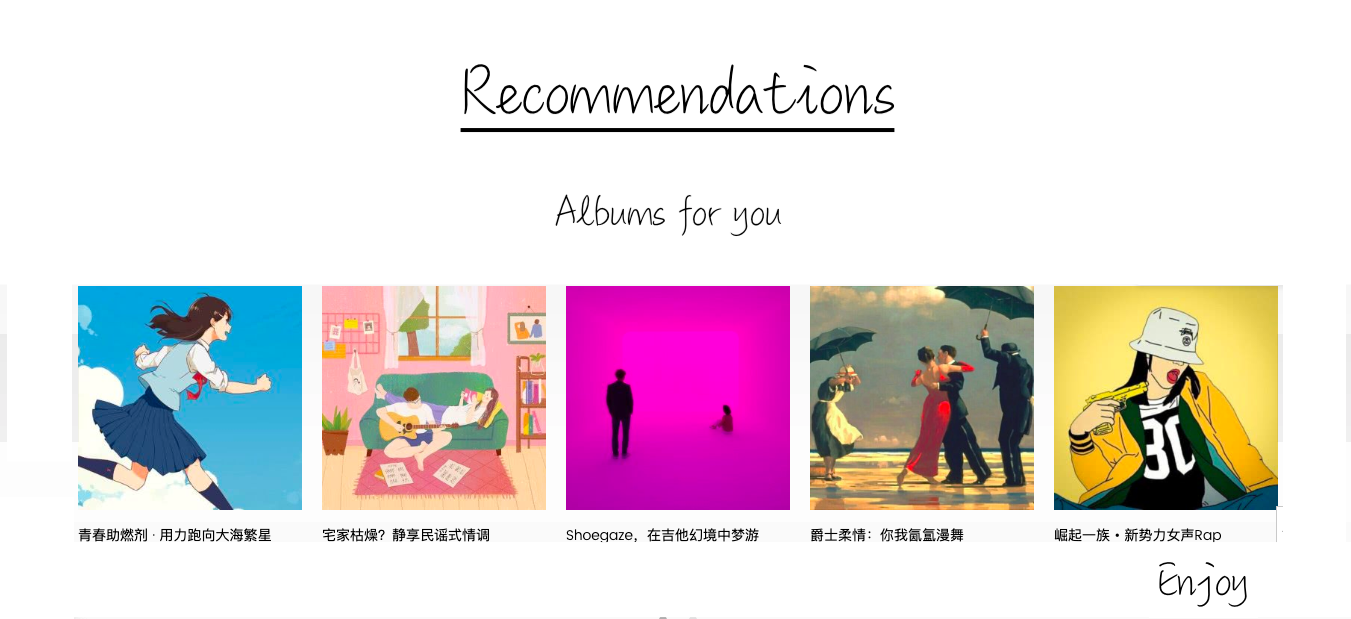 Recommendations
Albums for you
30
青春助燃剂 · 用力跑向大海繁星
宅家枯燥？静享民谣式情调
Shoegaze，在吉他幻境中梦游
爵士柔情：你我氤氲漫舞
崛起一族 • 新势力女声Rap
Enjoy